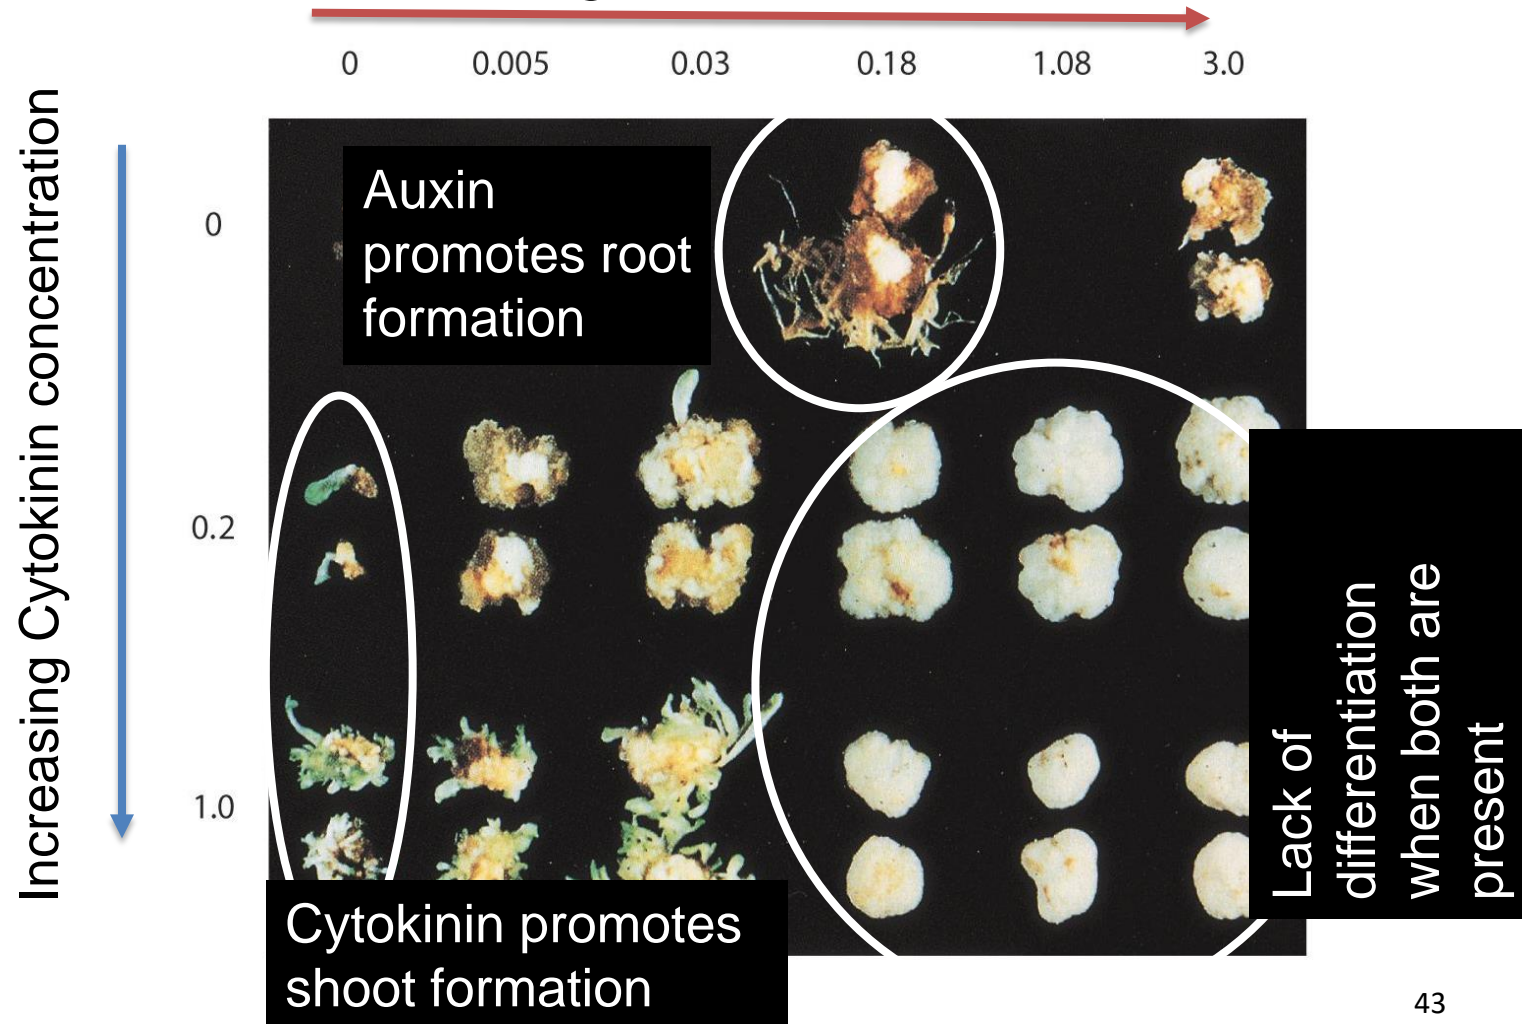 0 0.005 0.03 0.18 1.08 3.0
Increasing Cytokinin concentration
0
0.2
1.0
Auxin
promotes root
formation
Lack of
differentiation
when both are
present
Cytokinin promotes
shoot formation
43